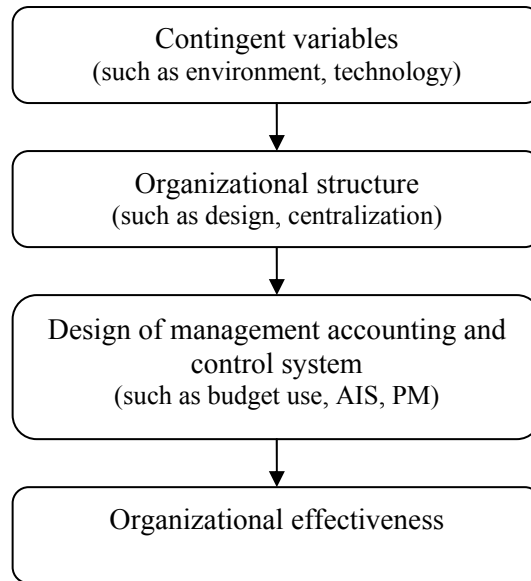 Contingent variables
(such as environment, technology)
Organizational structure
(such as design, centralization)
Design of management accounting and
control system
(such as budget use, AIS, PM)
Organizational effectiveness